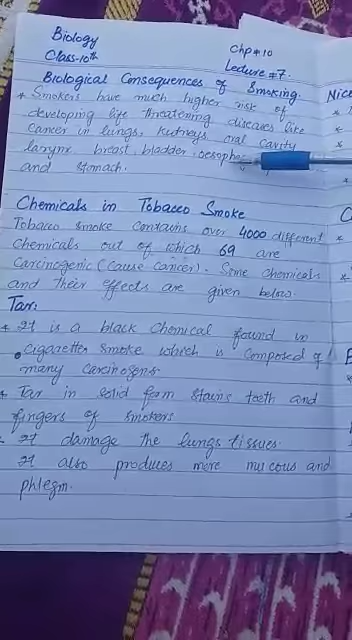 Biology
Class-10th
Chp#10
Lecture #7.
Biological Consequences of Smoking.
* Smokers have much higher risk of
developing life threatening diseases like
cancer in lungs, kidneys, oral cavity
larynx, breast, bladder, oesophag
and stomach.
Chemicals in Tobacco Smoke
Tobacco smoke contains over 4000 different
chemicals out of which 69 are
carcinogenic (cause cancer). Some chemicals
and their effects are given below.
Tar:
* It is a black chemical found in
cigarettes smoke which is composed of
many carcinogens
* Tar in solid form stains teeth and
fingers of smokers
- It damage the lungs tissues.
It also produces more mucous and
phlegm.
Nico